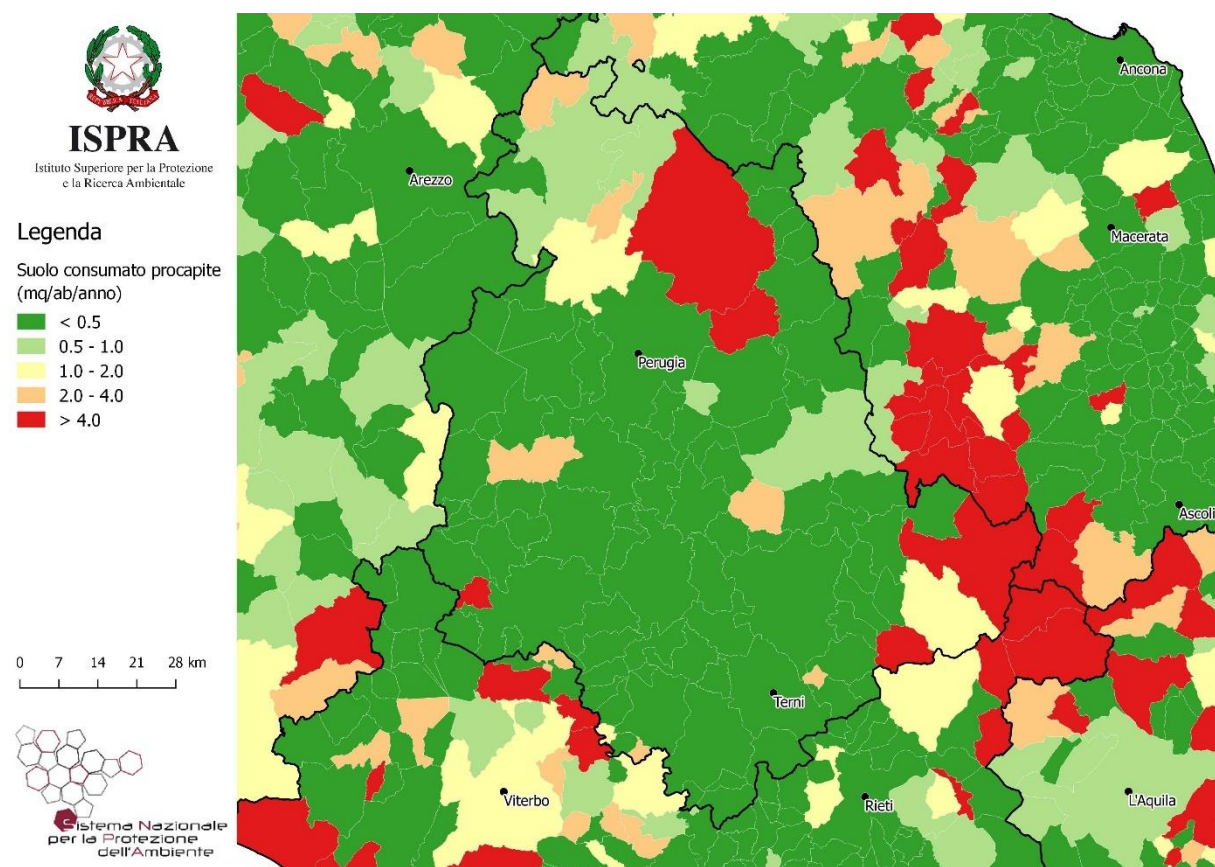 REPVBBLICA ITALIANA
ISPRA
Istituto Superiore per la Protezione
e la Ricerca Ambientale
Legenda
Suolo consumato procapite
(mq/ab/anno)
< 0.5
0.5 - 1.0
1.0 - 2.0
2.0 - 4.0
> 4.0
0 7 14 21 28 km
Sistema Nazionale
per la Protezione
dell'Ambiente
Ancona
Arezzo
Macerata
Perugia
Ascoli
Terni
Viterbo
Rieti
L'Aquila